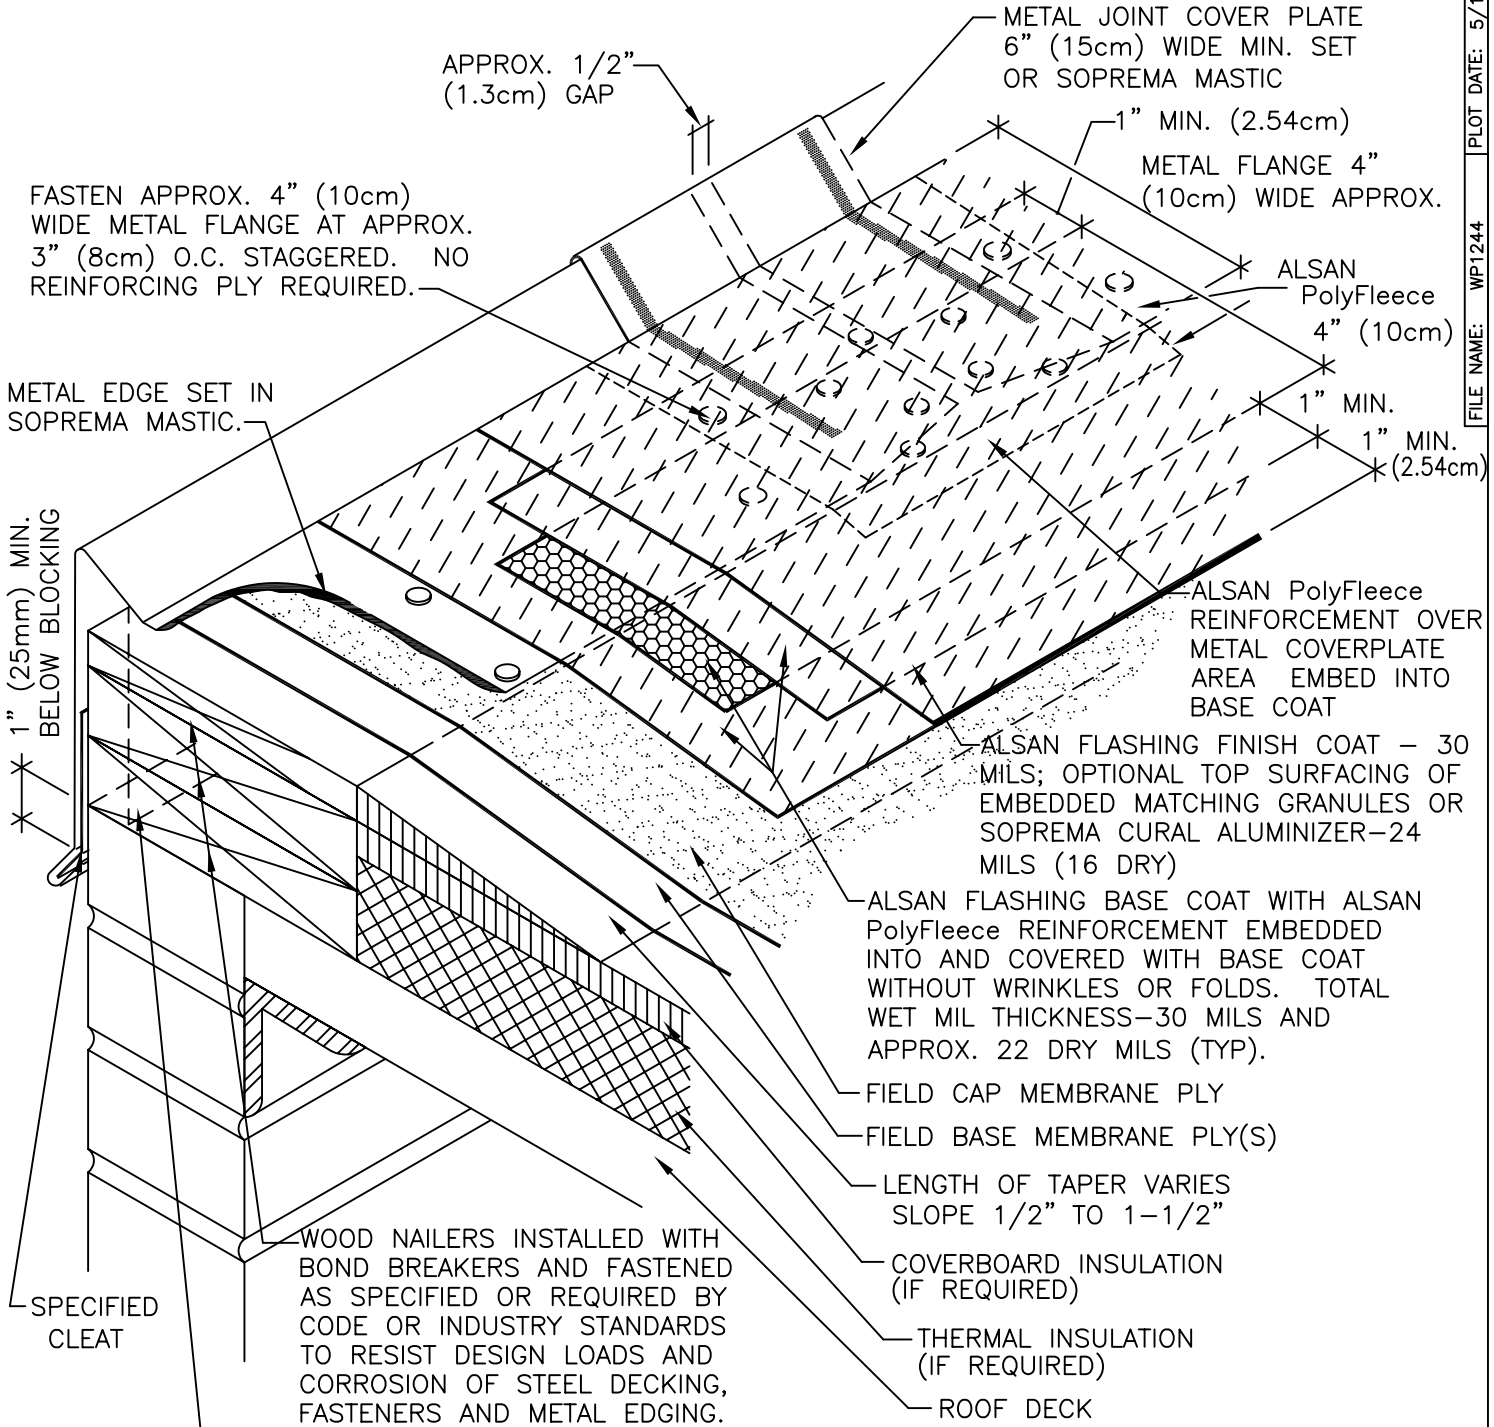 METAL JOINT COVER PLATE
6” (15cm) WIDE MIN. SET
OR SOPREMA MASTIC
APPROX. 1/2”
(1.3cm) GAP
1” MIN. (2.54cm)
METAL FLANGE 4”
(10cm) WIDE APPROX.
FASTEN APPROX. 4” (10cm)
WIDE METAL FLANGE AT APPROX.
3” (8cm) O.C. STAGGERED. NO
REINFORCING PLY REQUIRED.
ALSAN
PolyFleece
4” (10cm)
METAL EDGE SET IN
SOPREMA MASTIC.
1” MIN.
1” MIN.
(2.54cm)
1” (25mm) MIN.
BELOW BLOCKING
ALSAN PolyFleece
REINFORCEMENT OVER
METAL COVERPLATE
AREA EMBED INTO
BASE COAT
ALSAN FLASHING FINISH COAT – 30
MILS; OPTIONAL TOP SURFACING OF
EMBEDDED MATCHING GRANULES OR
SOPREMA CURAL ALUMINIZER–24
MILS (16 DRY)
ALSAN FLASHING BASE COAT WITH ALSAN
PolyFleece REINFORCEMENT EMBEDDED
INTO AND COVERED WITH BASE COAT
WITHOUT WRINKLES OR FOLDS. TOTAL
WET MIL THICKNESS–30 MILS AND
APPROX. 22 DRY MILS (TYP).
FIELD CAP MEMBRANE PLY
FIELD BASE MEMBRANE PLY(S)
LENGTH OF TAPER VARIES
SLOPE 1/2” TO 1–1/2”
COVERBOARD INSULATION
(IF REQUIRED)
THERMAL INSULATION
(IF REQUIRED)
ROOF DECK
WOOD NAILERS INSTALLED WITH
BOND BREAKERS AND FASTENED
AS SPECIFIED OR REQUIRED BY
CODE OR INDUSTRY STANDARDS
TO RESIST DESIGN LOADS AND
CORROSION OF STEEL DECKING,
FASTENERS AND METAL EDGING.
SPECIFIED
CLEAT
FILE NAME: WP1244
PLOT DATE: 5/1